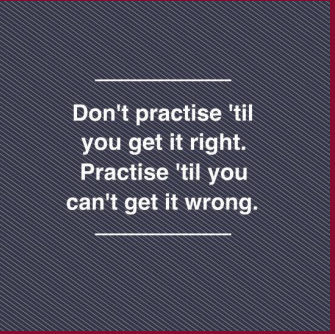 Don't practise 'til
you get it right.
Practise 'til you
can't get it wrong.